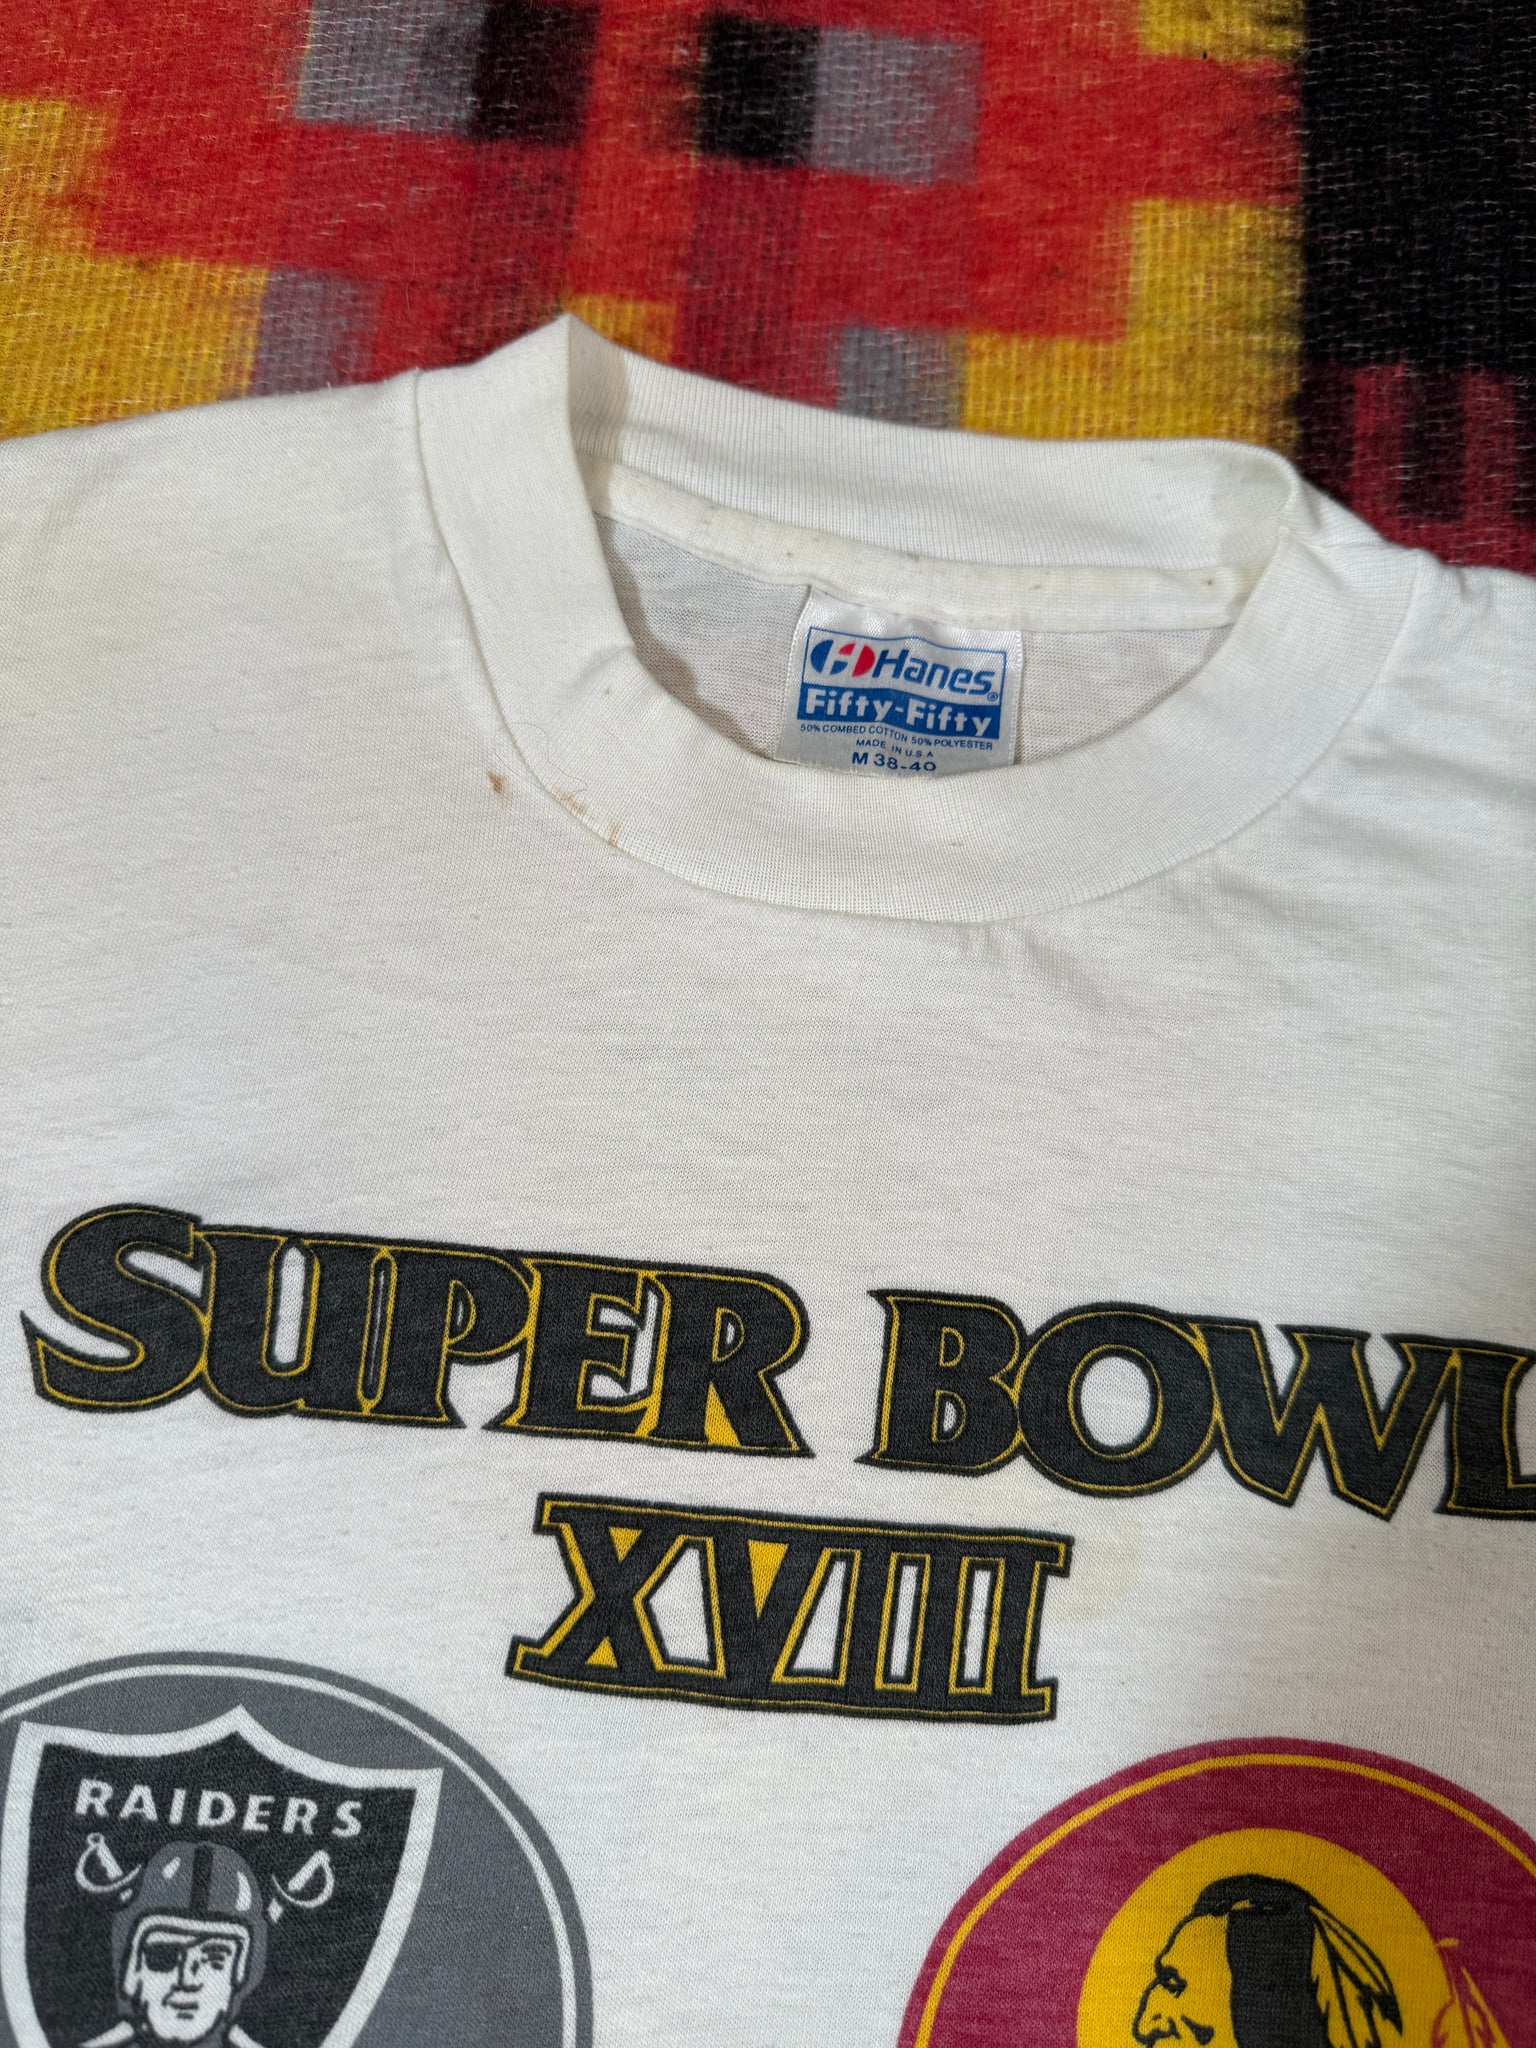 Hanes®
Fifty-Fifty
50% COMBED COTTON 50% POLYESTER
MADE IN U.S.A
M 38-40
SUPER BOWL
XVIII
RAIDERS